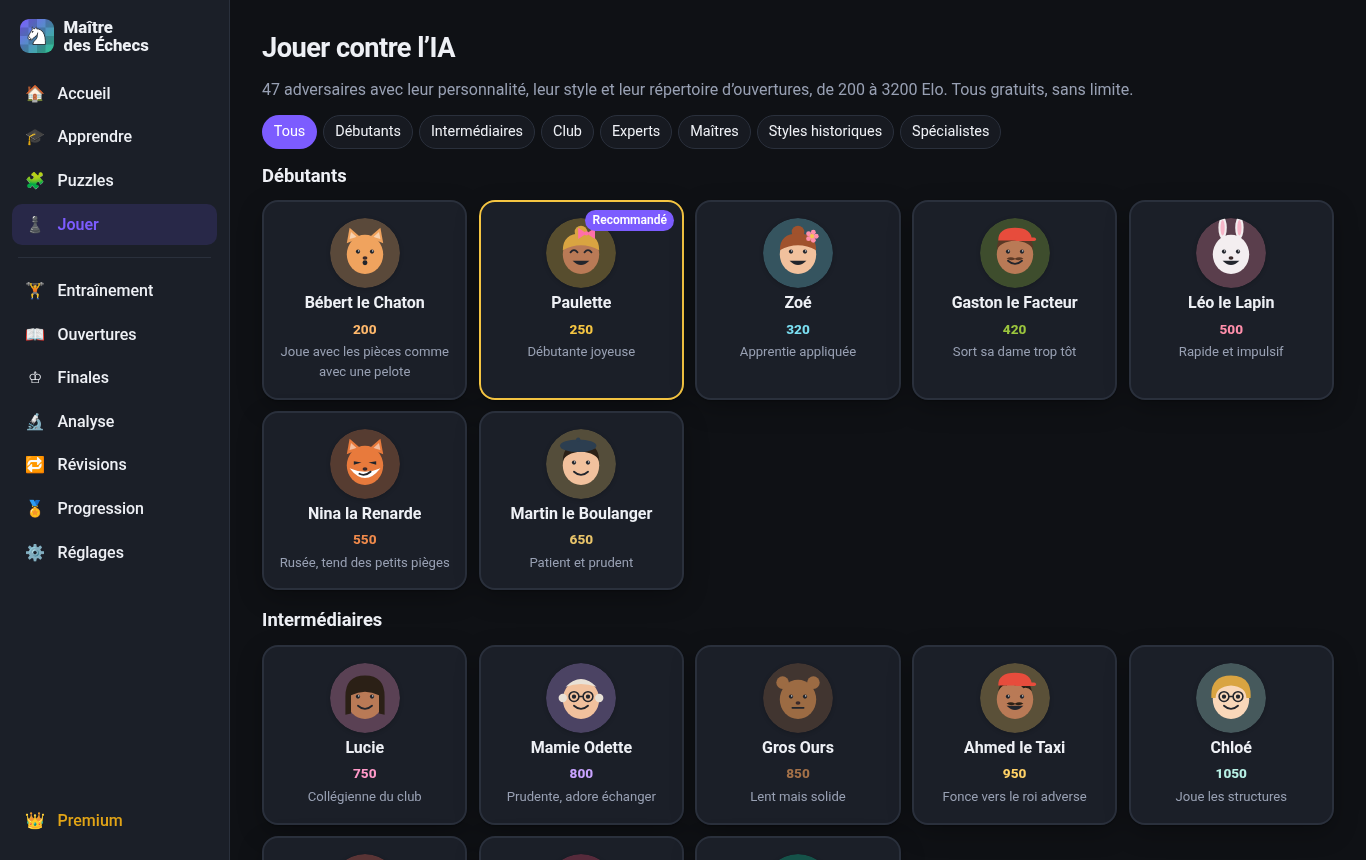 Maître
des Échecs
Accueil
Apprendre
Puzzles
Jouer
Entraînement
Ouvertures
Finales
Analyse
Révisions
Progression
Réglages
Premium
Jouer contre l’IA
47 adversaires avec leur personnalité, leur style et leur répertoire d’ouvertures, de 200 à 3200 Elo. Tous gratuits, sans limite.
Tous Débutants Intermédiaires Club Experts Maîtres Styles historiques Spécialistes
Débutants
Bébert le Chaton
200
Joue avec les pièces comme
avec une pelote
Recommandé
Paulette
250
Débutante joyeuse
Zoé
320
Apprentie appliquée
Gaston le Facteur
420
Sort sa dame trop tôt
Léo le Lapin
500
Rapide et impulsif
Nina la Renarde
550
Rusée, tend des petits pièges
Martin le Boulanger
650
Patient et prudent
Intermédiaires
Lucie
750
Collégienne du club
Mamie Odette
800
Prudente, adore échanger
Gros Ours
850
Lent mais solide
Ahmed le Taxi
950
Fonce vers le roi adverse
Chloé
1050
Joue les structures